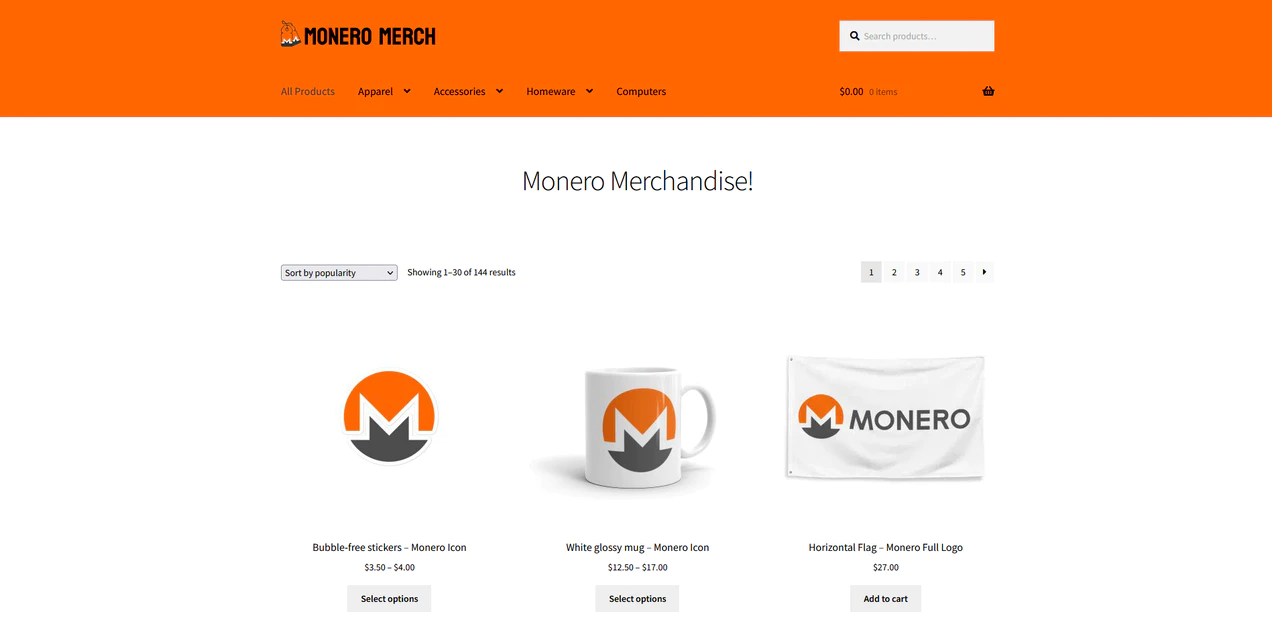 MONERO MERCH
Search products…
All Products Apparel Accessories Homeware Computers $0.00 0 items
Monero Merchandise!
Sort by popularity Showing 1–30 of 144 results 1 2 3 4 5
MONERO
Bubble-free stickers – Monero Icon
$3.50 – $4.00
Select options
White glossy mug – Monero Icon
$12.50 – $17.00
Select options
Horizontal Flag – Monero Full Logo
$27.00
Add to cart